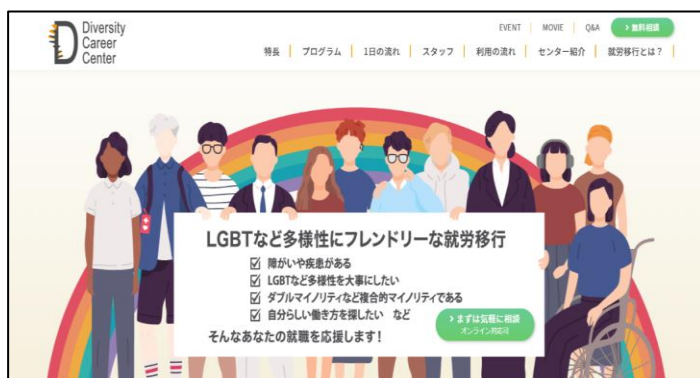 Diversity
Career
Center
EVENT MOVIE Q&A > 無料相談
特長 プログラム 1日の流れ スタッフ 利用の流れ センター紹介 就労移行とは？
LGBTなど多様性にフレンドリーな就労移行
障がいや疾患がある
LGBTなど多様性を大事にしたい
ダブルマイノリティなど複合的マイノリティである
自分らしい働き方を探したい など
そんなあなたの就職を応援します！
> まずは気軽に相談
オンライン対応可